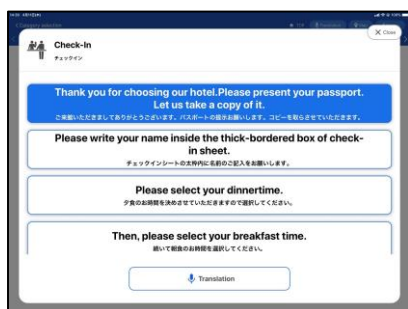 Close
Check-In
チェックイン
Thank you for choosing our hotel.Please present your passport.
Let us take a copy of it.
ご来館いただきましてありがとうございます。パスポートの提示お願いします。コピーを取らさせていただきます。
Please write your name inside the thick-bordered box of check-
in sheet.
チェックインシートの太枠内に名前のご記入をお願いします。
Please select your dinnertime.
夕食のお時間を決めさせていただきますので選択してください。
Then, please select your breakfast time.
続いて朝食のお時間を選択してください。
Translation